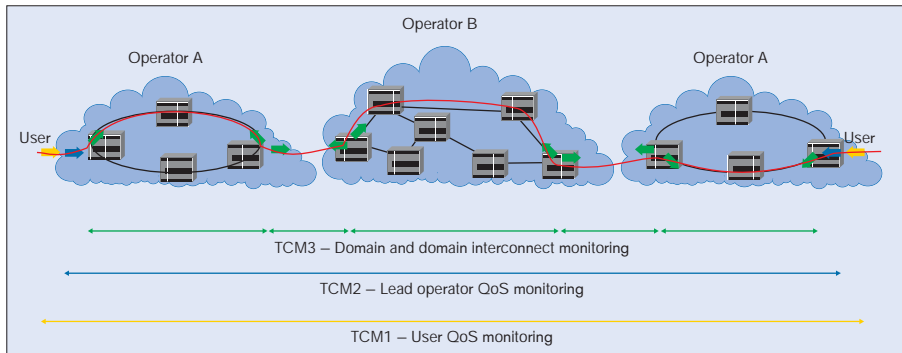 Operator B
Operator A
Operator A
User
User
TCM3 – Domain and domain interconnect monitoring
TCM2 – Lead operator QoS monitoring
TCM1 – User QoS monitoring